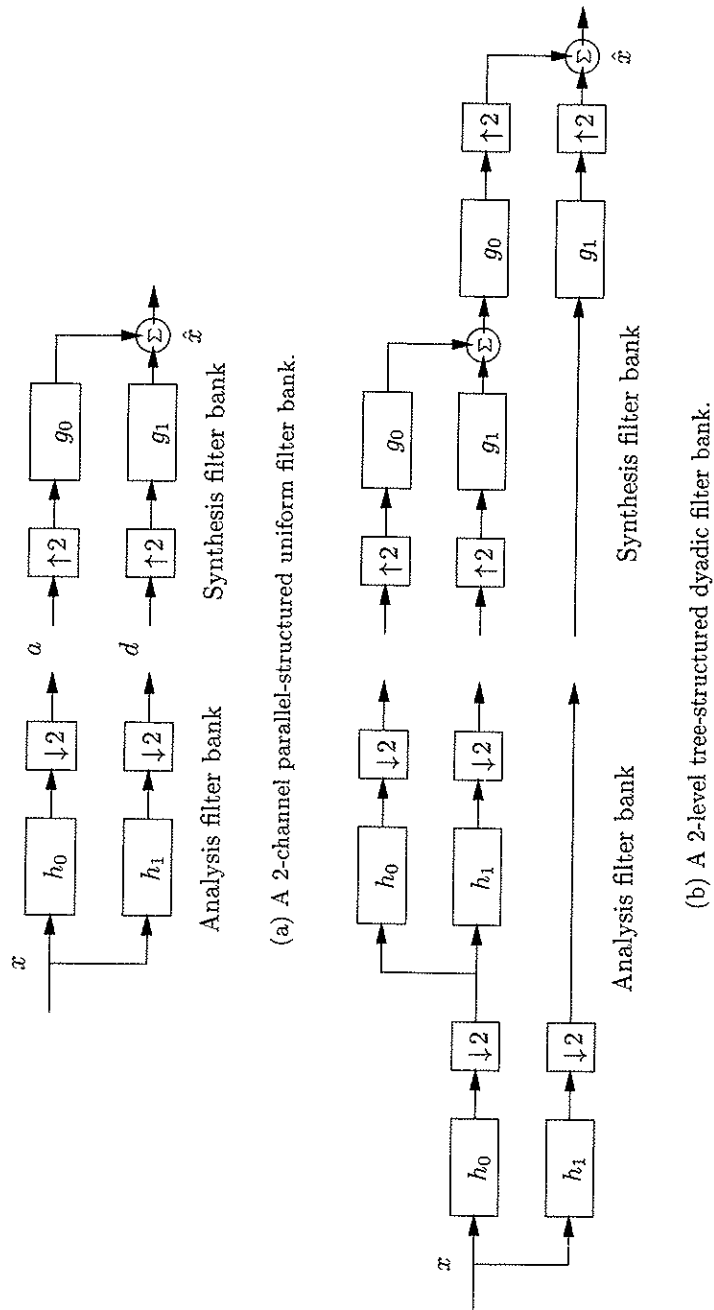 x
h₀
↓2
a
↑2
g₀
h₁
↓2
d
↑2
g₁
Σ
x̂
Analysis filter bank
Synthesis filter bank
(a) A 2-channel parallel-structured uniform filter bank.
x
h₀
↓2
h₀
↓2
↑2
g₀
h₁
↓2
↑2
g₁
Σ
g₀
↑2
h₁
↓2
g₁
↑2
Σ
x̂
Analysis filter bank
Synthesis filter bank
(b) A 2-level tree-structured dyadic filter bank.